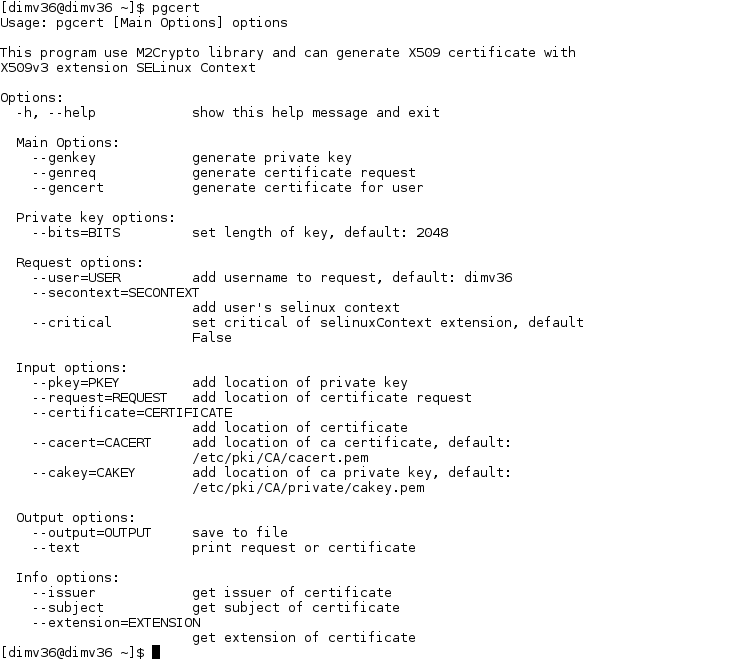 [dimv36@dimv36 ~]$ pgcert
Usage: pgcert [Main Options] options

This program use M2Crypto library and can generate X509 certificate with
X509v3 extension SELinux Context

Options:
  -h, --help            show this help message and exit

  Main Options:
    --genkey            generate private key
    --genreq            generate certificate request
    --gencert           generate certificate for user

  Private key options:
    --bits=BITS         set length of key, default: 2048

  Request options:
    --user=USER         add username to request, default: dimv36
    --secontext=SECONTEXT
                        add user's selinux context
    --critical          set critical of selinuxContext extension, default
                        False

  Input options:
    --pkey=PKEY         add location of private key
    --request=REQUEST   add location of certificate request
    --certificate=CERTIFICATE
                        add location of certificate
    --cacert=CACERT     add location of ca certificate, default:
                        /etc/pki/CA/cacert.pem
    --cakey=CAKEY       add location of ca private key, default:
                        /etc/pki/CA/private/cakey.pem

  Output options:
    --output=OUTPUT     save to file
    --text              print request or certificate

  Info options:
    --issuer            get issuer of certificate
    --subject           get subject of certificate
    --extension=EXTENSION
                        get extension of certificate
[dimv36@dimv36 ~]$